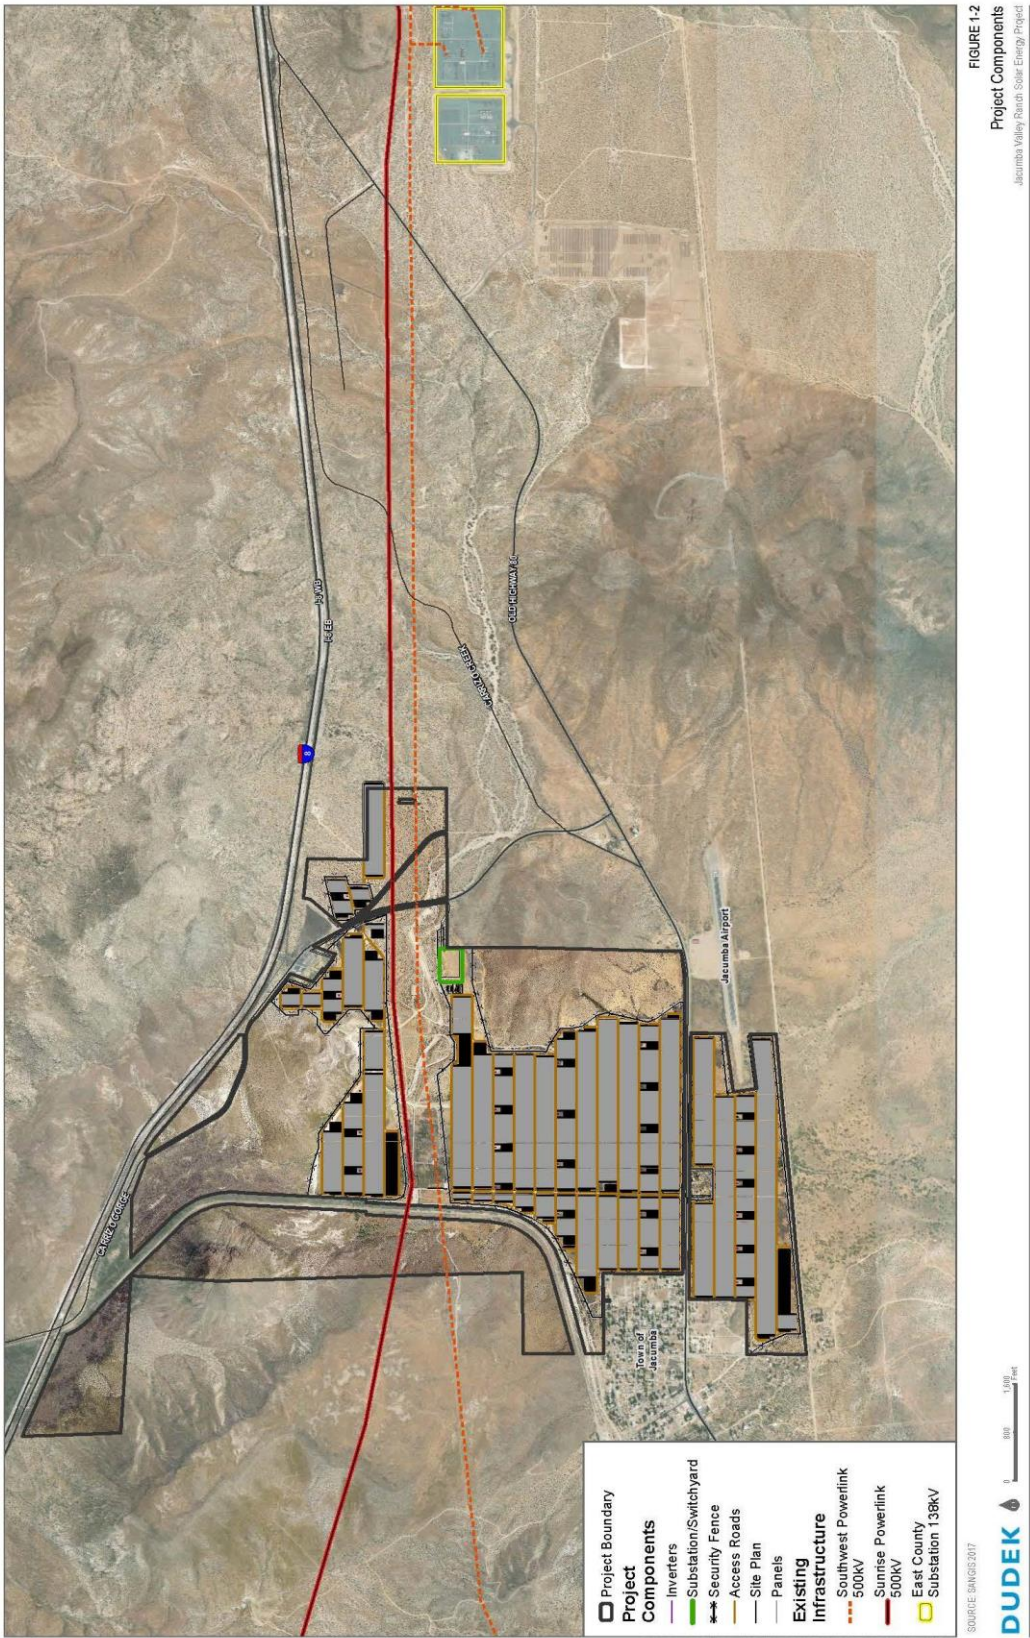 CARRIZO GORGE
8
I-8 EB
I-8 WB
CARRIZO CREEK
OLD HIGHWAY 80
Town of
Jacumba
Jacumba Airport
Project Boundary
Project
Components
Inverters
Substation/Switchyard
Security Fence
Access Roads
Site Plan
Panels
Existing
Infrastructure
Southwest Powerlink
500kV
Sunrise Powerlink
500kV
East County
Substation 138kV
SOURCE: SANGIS 2017
DUDEK
0 800 1,600
Feet
FIGURE 1-2
Project Components
Jacumba Valley Ranch Solar Energy Project